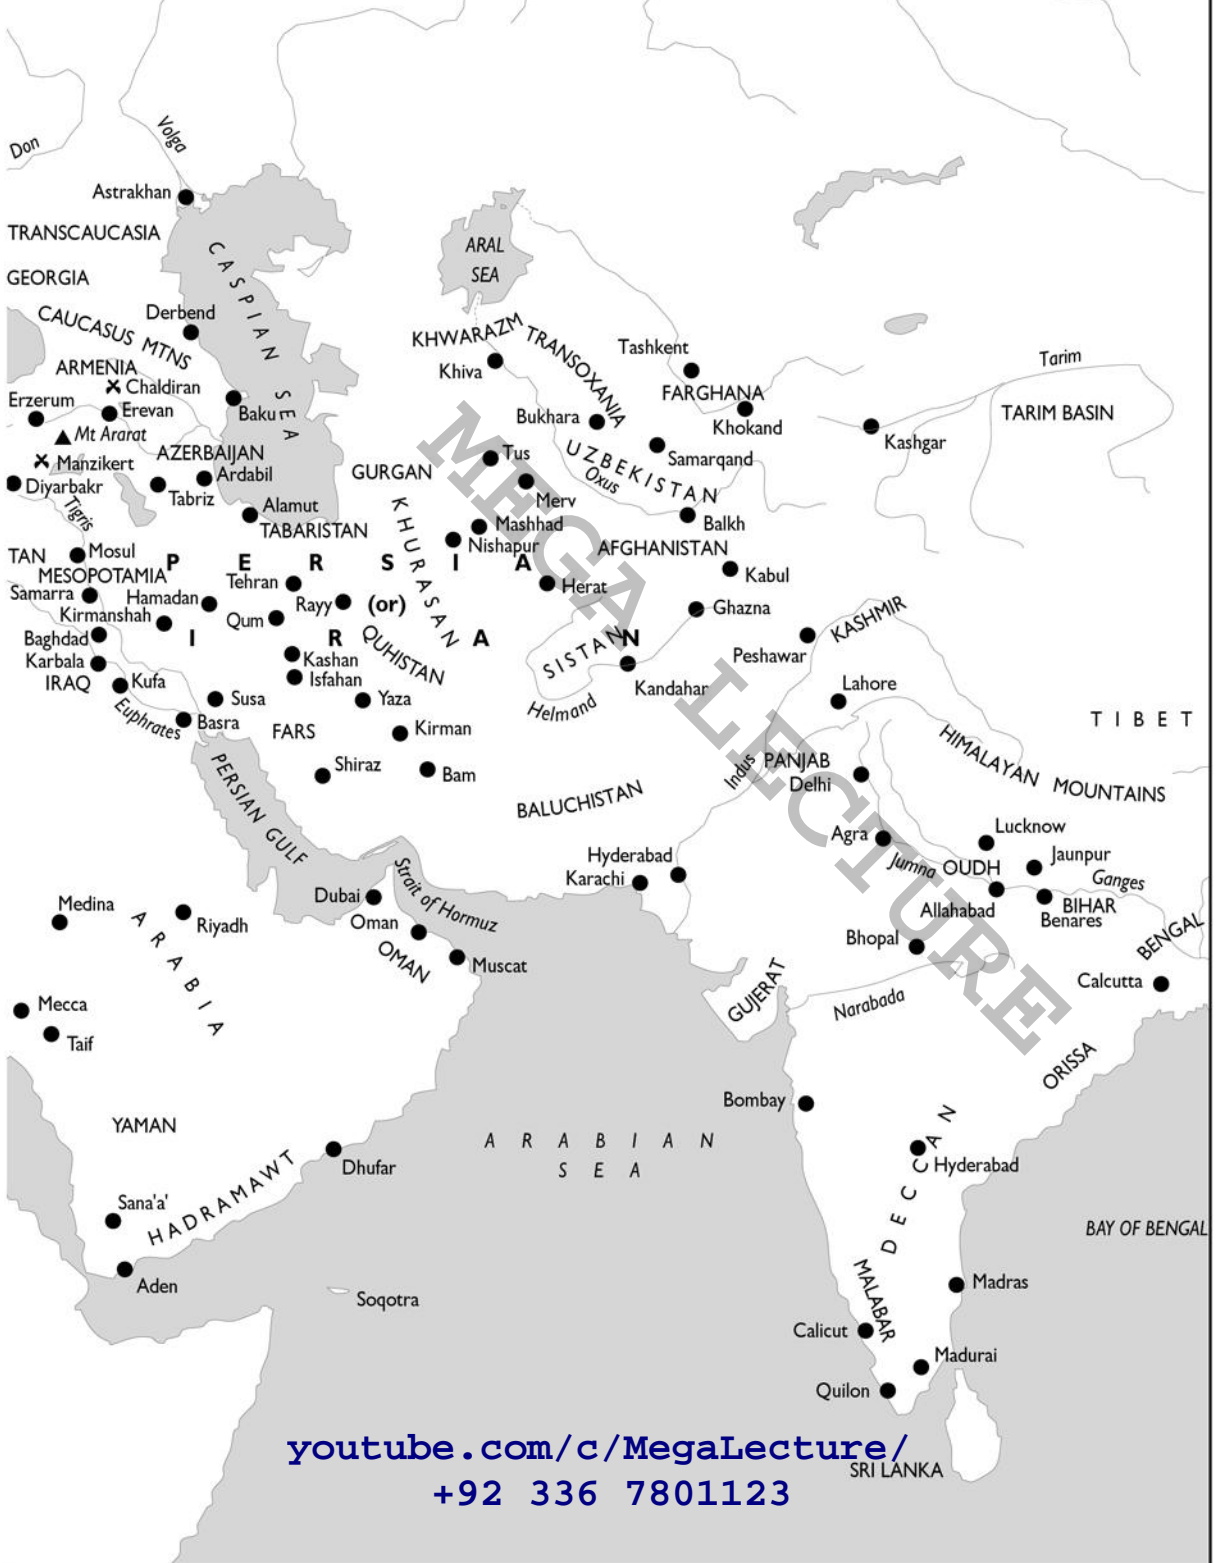 Don
Volga
Astrakhan
TRANSCAUCASIA
GEORGIA
CASPIAN SEA
ARAL
SEA
Derbend
CAUCASUS MTNS
KHWARAZM
TRANSOXANIA
Tashkent
Khiva
FARGHANA
Tarim
TARIM BASIN
ARMENIA
Chaldiran
Erzerum
Erevan
Baku
Bukhara
Khokand
Kashgar
Mt Ararat
AZERBAIJAN
Manzikert
Ardabil
GURGAN
Tus
UZBEKISTAN
Samarqand
Oxus
Diyarbakr
Tabriz
Merv
Tigris
Alamut
TABARISTAN
KHURASAN
Mashhad
Balkh
Nishapur
AFGHANISTAN
TAN
Mosul
PERSIA
MESOPOTAMIA
Tehran
Herat
Kabul
Samarra
Hamadan
Rayy
(or)
Ghazna
Kirmanshah
Qum
IRAN
QUHISTAN
KASHMIR
Baghdad
SISTAN
Peshawar
Karbala
Kashan
IRAQ
Kufa
Isfahan
Kandahar
Lahore
Susa
Yaza
Helmand
Euphrates
Basra
FARS
Kirman
TIBET
HIMALAYAN MOUNTAINS
PERSIAN GULF
Shiraz
Bam
Indus
PANJAB
Delhi
BALUCHISTAN
Agra
Lucknow
Jumna
OUDH
Jaunpur
Ganges
Hyderabad
Karachi
Strait of Hormuz
Dubai
Allahabad
BIHAR
Benares
Medina
ARABIA
Riyadh
Oman
OMAN
Muscat
Bhopal
BENGAL
Calcutta
GUJERAT
Narabada
Mecca
Taif
ORISSA
Bombay
YAMAN
ARABIAN
SEA
DECCAN
Hyderabad
Dhufar
HADRAMAWT
Sana'a'
BAY OF BENGAL
Aden
Soqotra
MALABAR
Madras
Calicut
Madurai
Quilon
SRI LANKA
MEGA LECTURE
youtube.com/c/MegaLecture/
+92 336 7801123